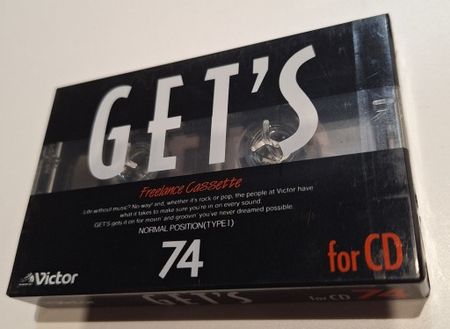 GET'S
Freelance Cassette
Life without music? No way! and, whether it's rock or pop, the people at Victor have
what it takes to make sure you're in on every sound.
GET'S gets it on for movin' and groovin' you've never dreamed possible.
NORMAL POSITION (TYPE I)
74
for CD
Victor
GET'S
for CD 74